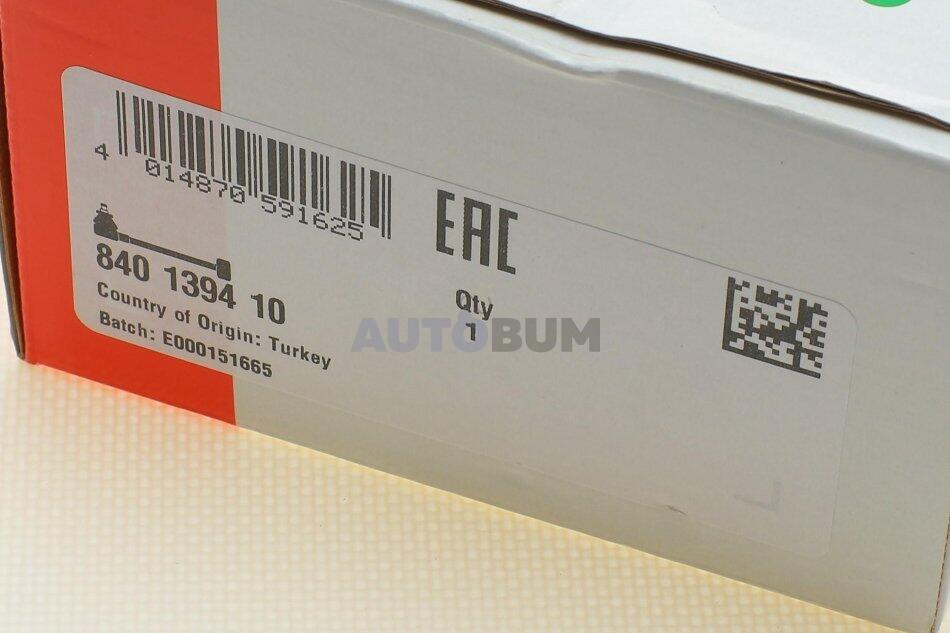 4 014870 591625
EAC
840 1394 10
Country of Origin: Turkey
Batch: E000151665
Qty
1
AUTOBUM